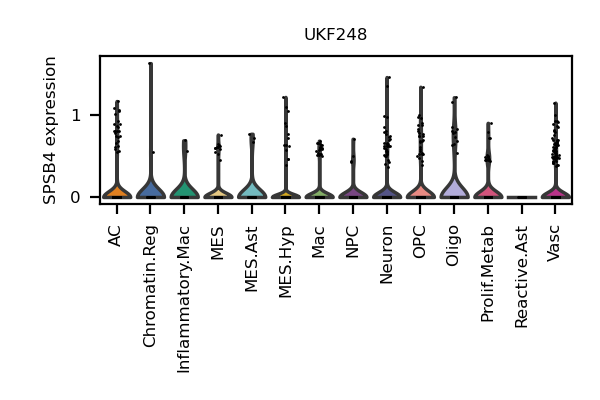 UKF248
SPSB4 expression
1
0
AC
Chromatin.Reg
Inflammatory.Mac
MES
MES.Ast
MES.Hyp
Mac
NPC
Neuron
OPC
Oligo
Prolif.Metab
Reactive.Ast
Vasc